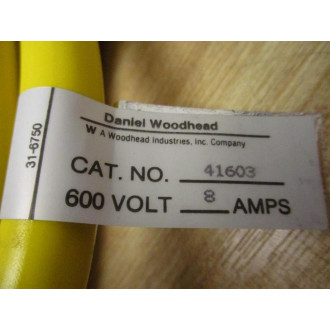 Daniel Woodhead
W A Woodhead Industries, Inc. Company
31-6750
CAT. NO. 41603
600 VOLT 8 AMPS